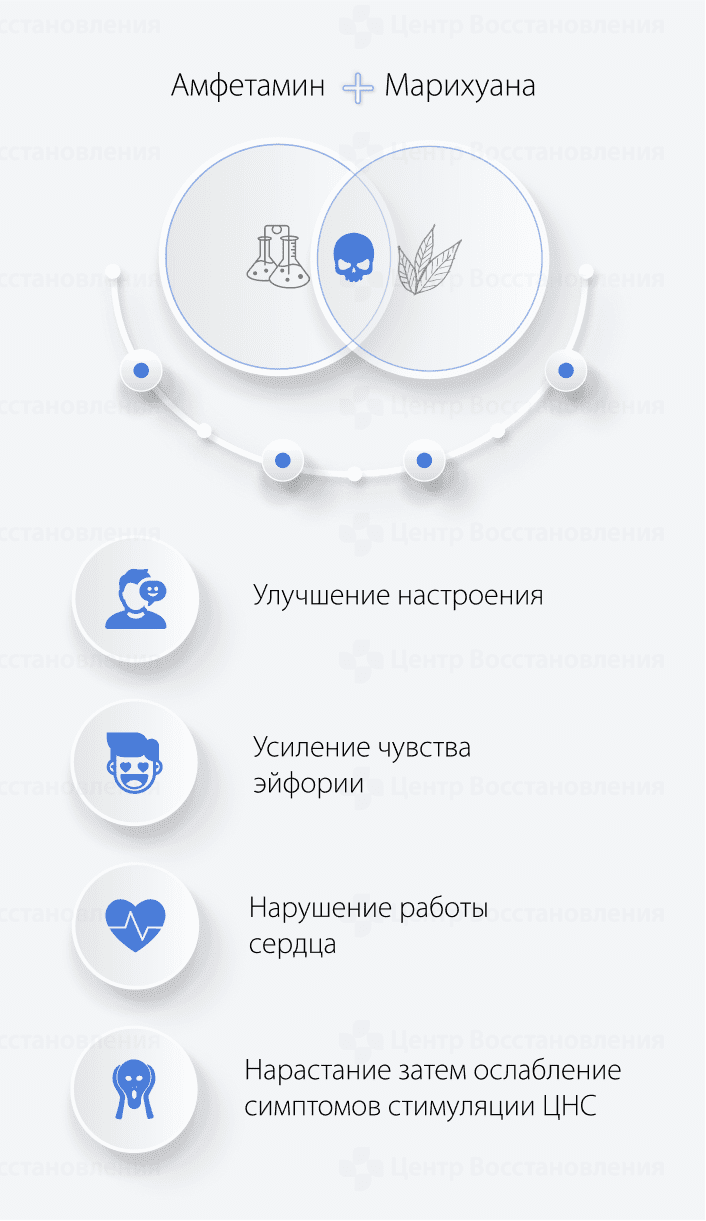 Амфетамин + Марихуана
Улучшение настроения
Усиление чувства
эйфории
Нарушение работы
сердца
Нарастание затем ослабление
симптомов стимуляции ЦНС
Центр Восстановления